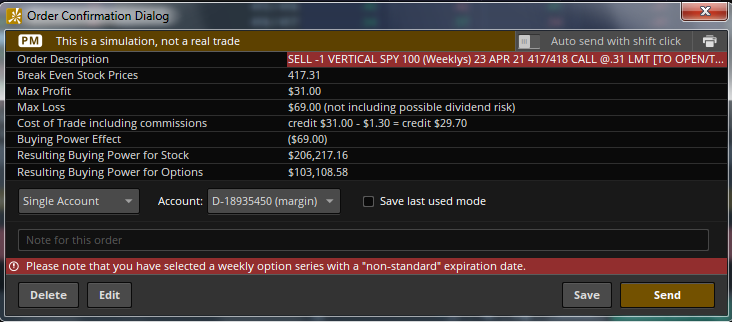 Order Confirmation Dialog
PM This is a simulation, not a real trade Auto send with shift click
Order Description SELL -1 VERTICAL SPY 100 (Weeklys) 23 APR 21 417/418 CALL @.31 LMT [TO OPEN/T...
Break Even Stock Prices 417.31
Max Profit $31.00
Max Loss $69.00 (not including possible dividend risk)
Cost of Trade including commissions credit $31.00 - $1.30 = credit $29.70
Buying Power Effect ($69.00)
Resulting Buying Power for Stock $206,217.16
Resulting Buying Power for Options $103,108.58
Single Account Account: D-18935450 (margin) Save last used mode
Note for this order
Please note that you have selected a weekly option series with a "non-standard" expiration date.
Delete Edit Save Send